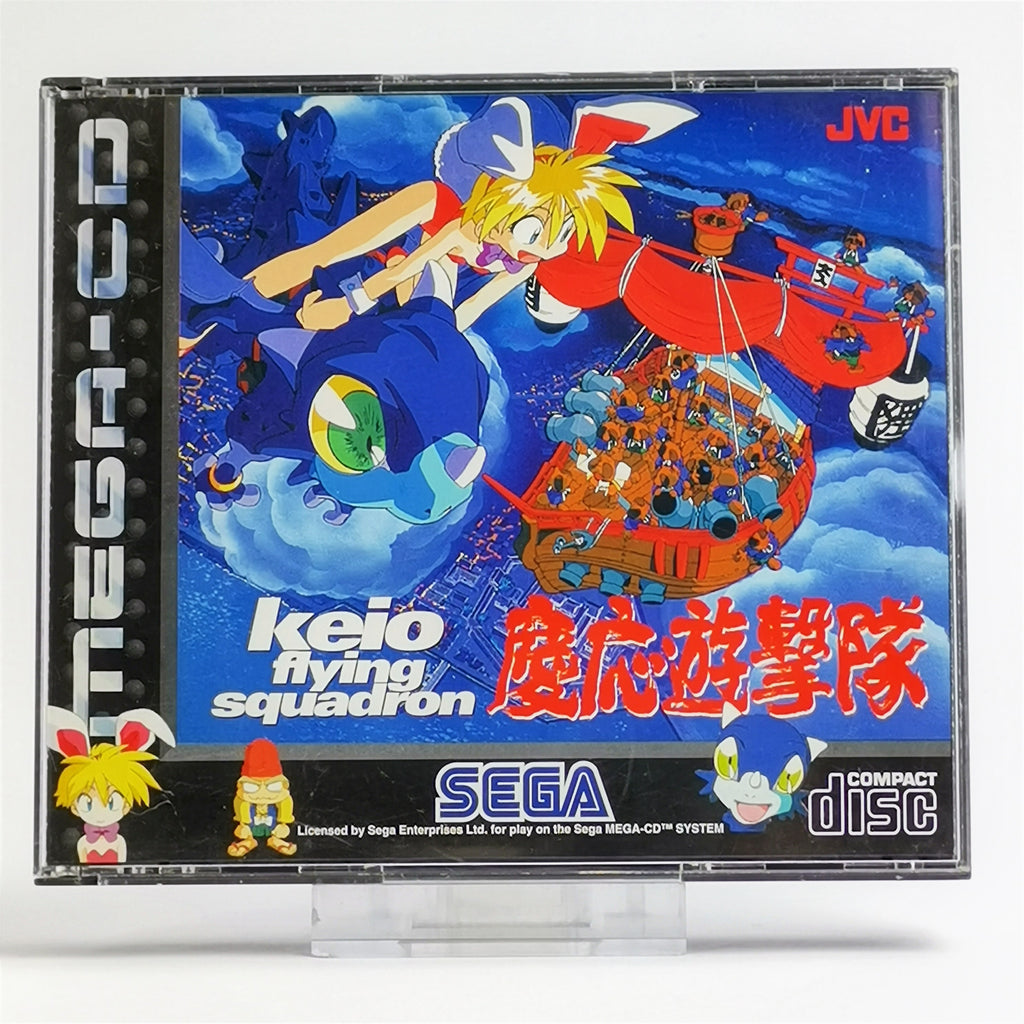 MEGA-CD
JVC
大
keio
flying
squadron
慶応遊撃隊
SEGA
COMPACT
disc
Licensed by Sega Enterprises Ltd. for play on the Sega MEGA-CD™ SYSTEM